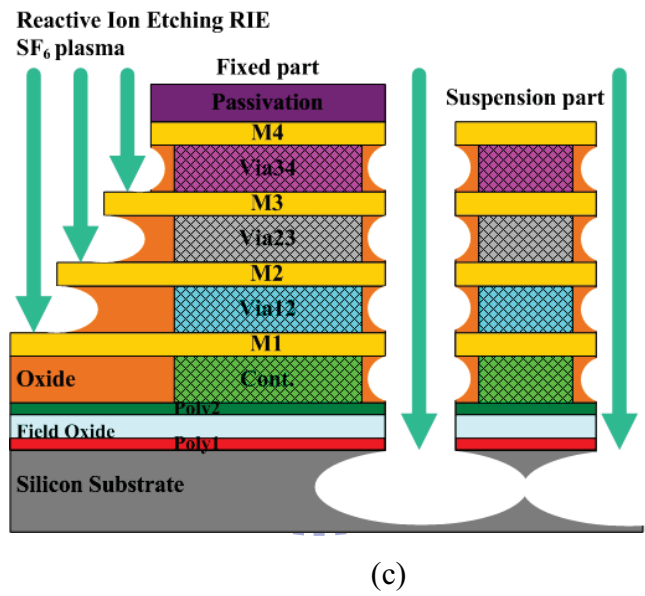 Reactive Ion Etching RIE
SF₆ plasma
Fixed part
Suspension part
Passivation
M4
Via34
M3
Via23
M2
Via12
M1
Oxide
Cont.
Poly2
Field Oxide
Poly1
Silicon Substrate
(c)